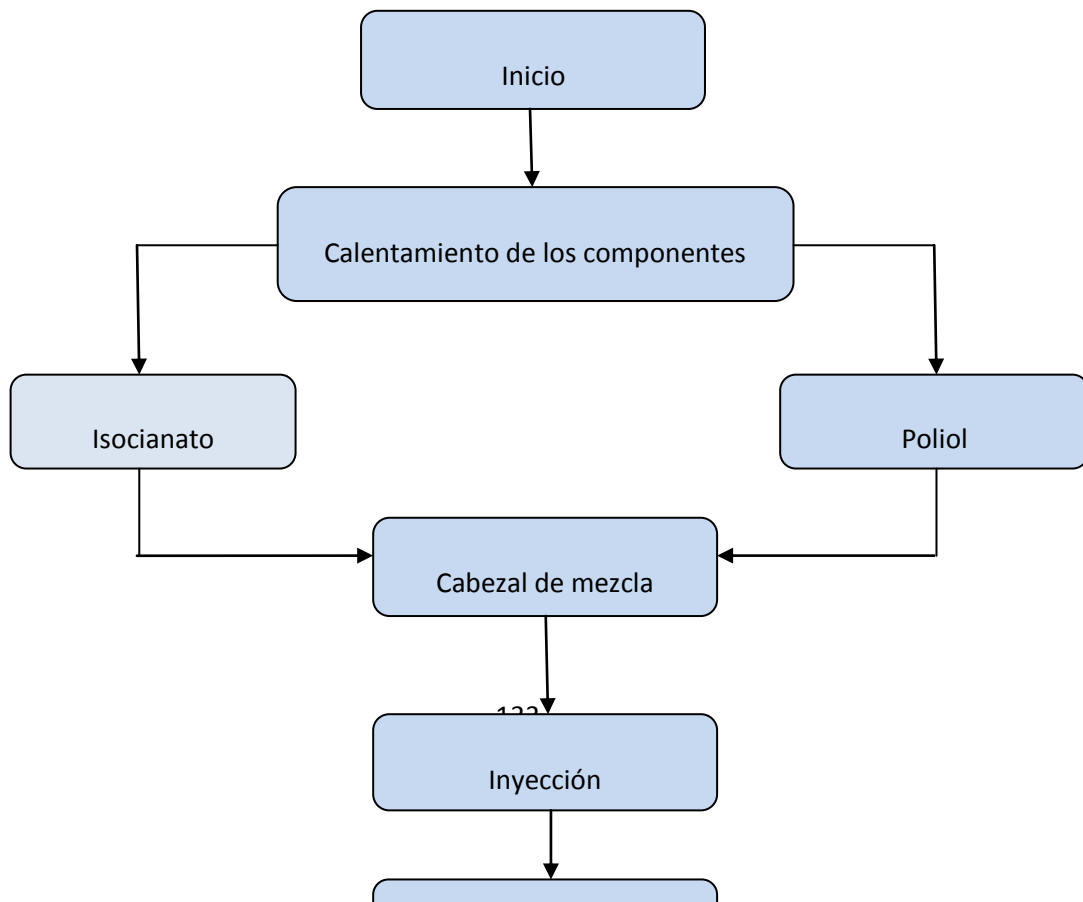 Inicio
Calentamiento de los componentes
Isocianato
Poliol
Cabezal de mezcla
Inyección